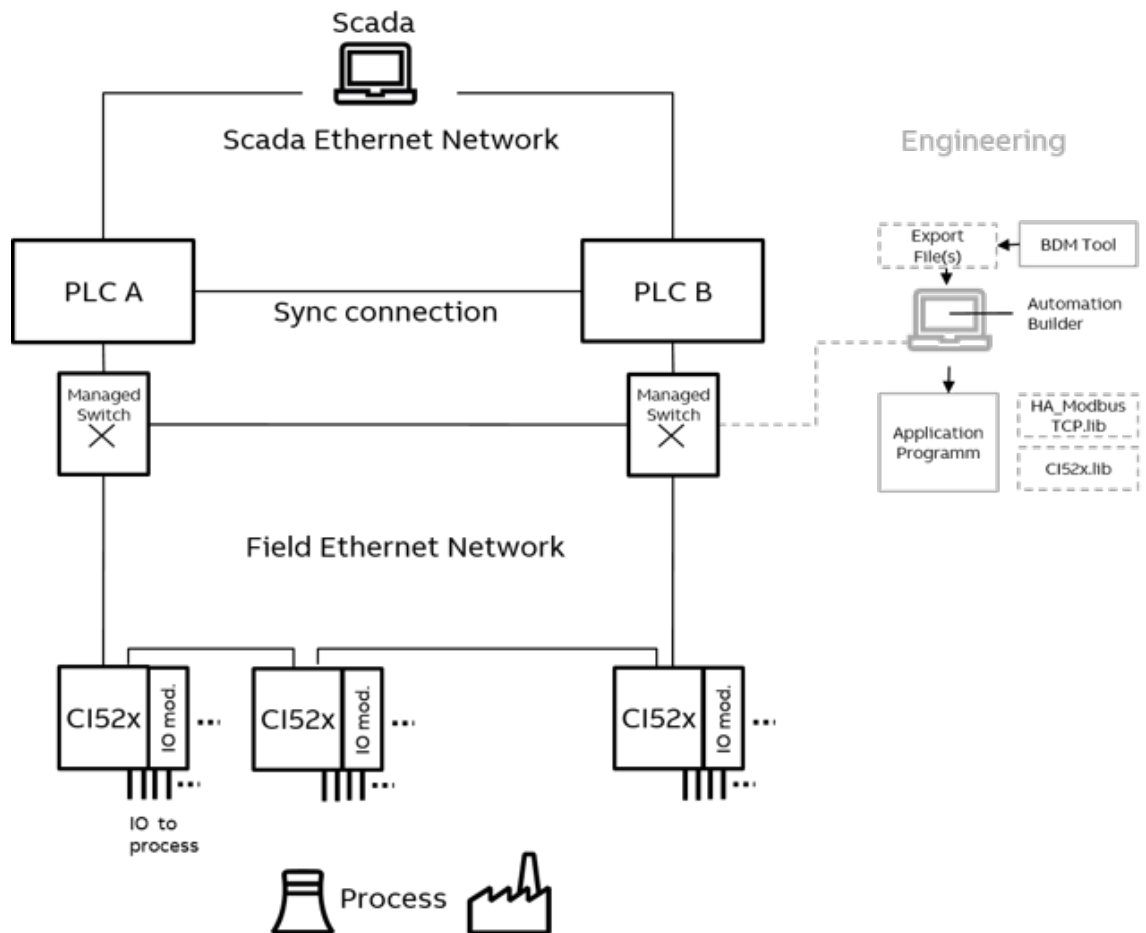 Scada
Scada Ethernet Network
Engineering
Export
File(s)
BDM Tool
PLC A
PLC B
Sync connection
Automation
Builder
Managed
Switch
Managed
Switch
HA_Modbus
TCP.lib
Application
Programm
CI52x.lib
Field Ethernet Network
CI52x
IO mod.
CI52x
IO mod.
CI52x
IO mod.
IO to
process
Process